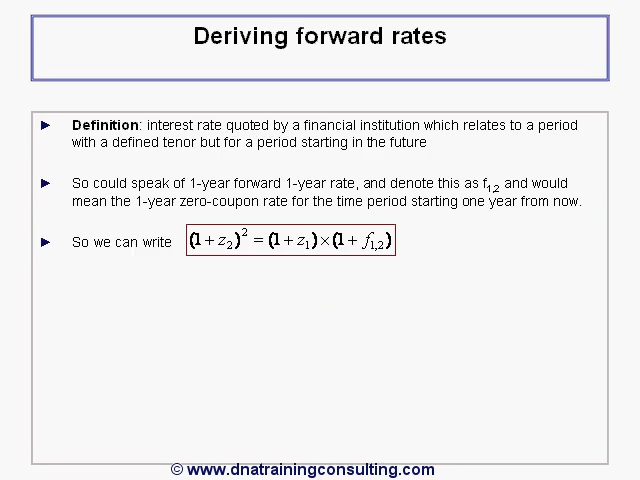 Deriving forward rates
► Definition: interest rate quoted by a financial institution which relates to a period
with a defined tenor but for a period starting in the future
► So could speak of 1-year forward 1-year rate, and denote this as f₁,₂ and would
mean the 1-year zero-coupon rate for the time period starting one year from now.
► So we can write (1 + z₂)² = (1 + z₁) × (1 + f₁,₂)
© www.dnatrainingconsulting.com